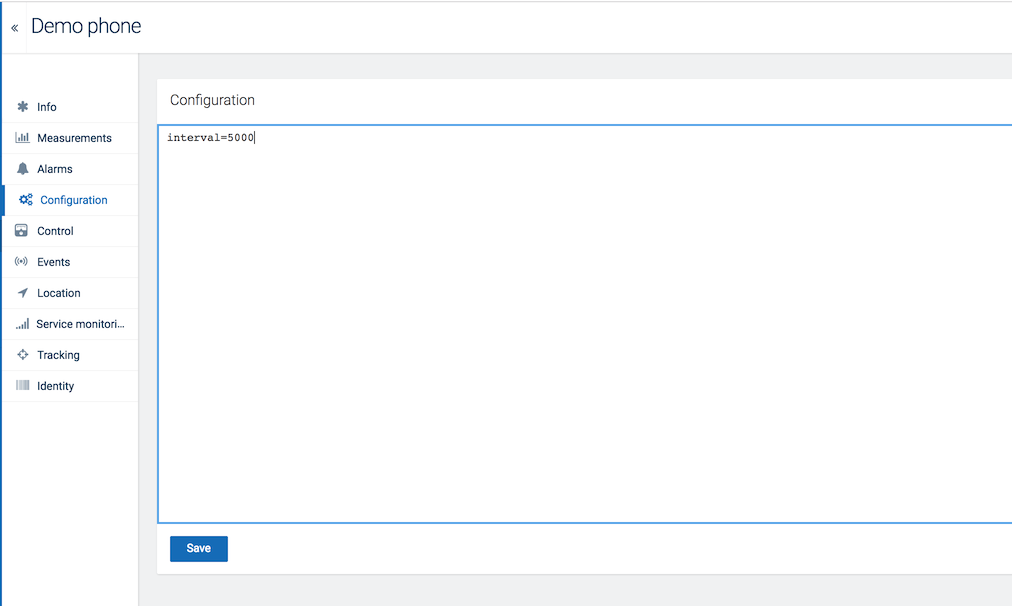 « Demo phone
Info
Measurements
Alarms
Configuration
Control
Events
Location
Service monitori...
Tracking
Identity
Configuration
interval=5000
Save